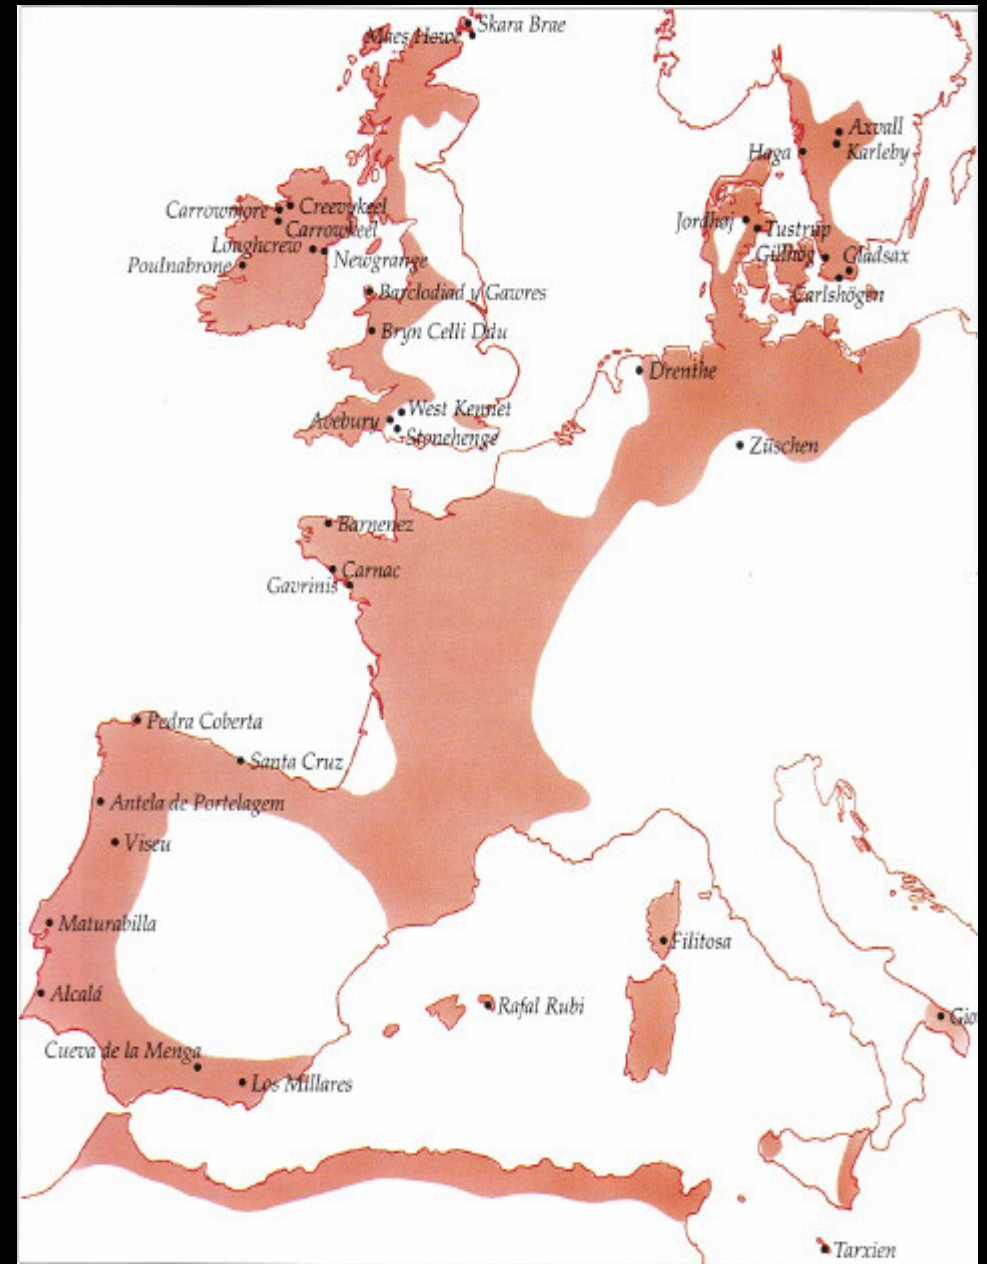 Skara Brae
Maes Howe
Axvall
Haga
Karleby
Carrowmore
Creevykeel
Carrowkeel
Jordhøj
Tustrup
Loughcrew
Gillhög
Gladsax
Poulnabrone
Newgrange
Barclodiad y Gawres
Carlshögen
Bryn Celli Ddu
Drenthe
West Kennet
Avebury
Stonehenge
Züschen
Barnenez
Carnac
Gavrinis
Pedra Coberta
Santa Cruz
Antela de Portelagem
Viseu
Maturabilla
Filitosa
Alcalá
Rafal Rubi
Gio
Cueva de la Menga
Los Millares
Tarxien